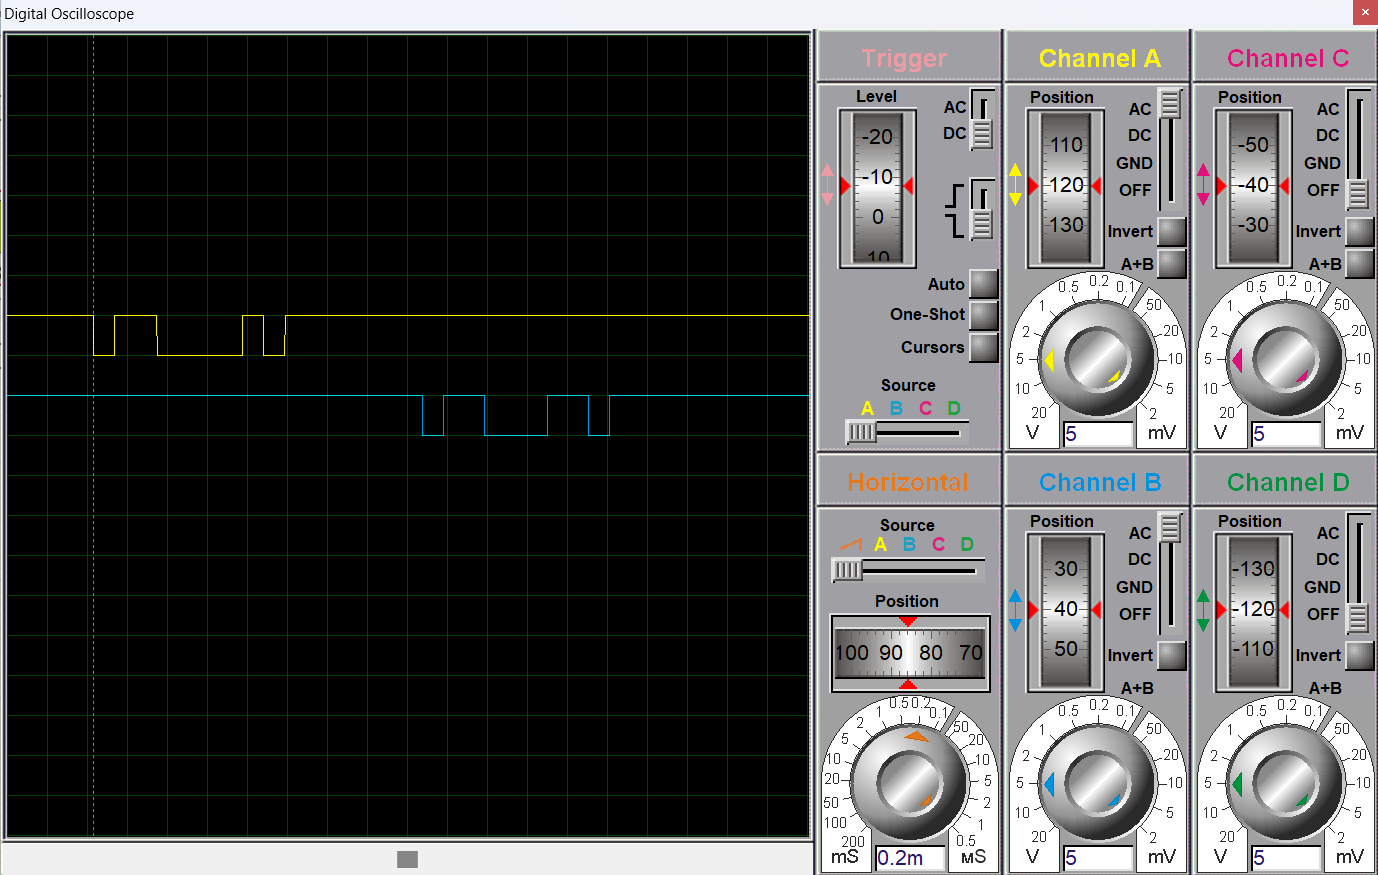 Digital Oscilloscope
Trigger
Level
AC
DC
-20
-10
0
10
Auto
One-Shot
Cursors
Source
A B C D
Channel A
Position
110
120
130
AC
DC
GND
OFF
Invert
A+B
0.5 0.2 0.1
1 50
2 20
5 10
10 5
20 2
V 5 mV
Channel C
Position
-50
-40
-30
AC
DC
GND
OFF
Invert
A+B
0.5 0.2 0.1
1 50
2 20
5 10
10 5
20 2
V 5 mV
Horizontal
Source
A B C D
Position
100 90 80 70
0.5 0.2 0.1
1 50
2 20
5 10
10 5
20 2
50 1
100 0.5
200
mS 0.2m мS
Channel B
Position
30
40
50
AC
DC
GND
OFF
Invert
A+B
0.5 0.2 0.1
1 50
2 20
5 10
10 5
20 2
V 5 mV
Channel D
Position
-130
-120
-110
AC
DC
GND
OFF
Invert
A+B
0.5 0.2 0.1
1 50
2 20
5 10
10 5
20 2
V 5 mV